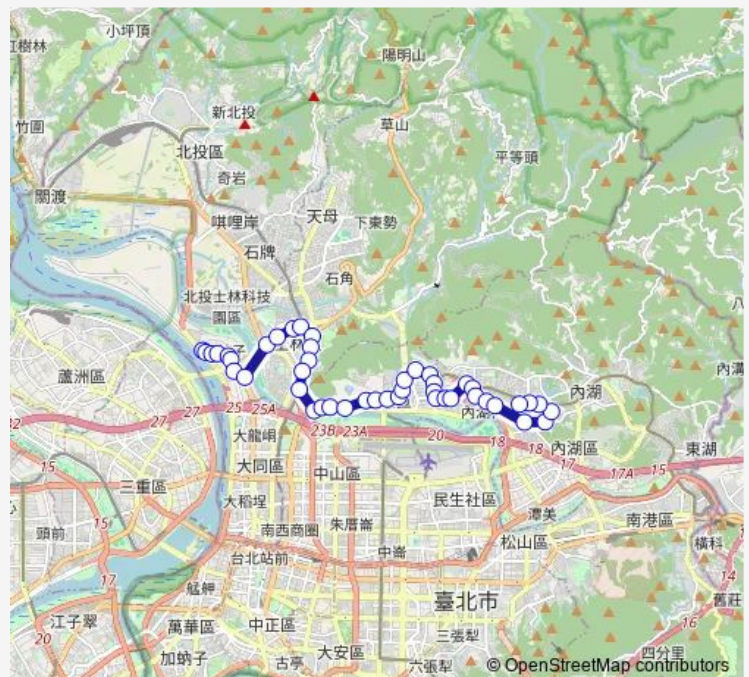 小坪頂
紅樹林
陽明山
新北投
草山
竹圍
北投區
平等頭
奇岩
關渡
天母
下東勢
唭哩岸
石牌
石角
北投士林科技
園區
蘆洲區
內湖
27
27
25
25A
大龍峒
23B
23A
20
18
18
17
內湖區
17A
15
東湖
大同區
中山區
三重區
大稻埕
民生社區
潭美
15
頭前
南西商圈
朱厝崙
松山區
南港區
橫科
台北站前
中崙
14
17
艋舺
臺北市
舊莊
江子翠
萬華區
中正區
三張犁
16
20
加蚋子
古亭
大安區
六張犁
四分里
© OpenStreetMap contributors